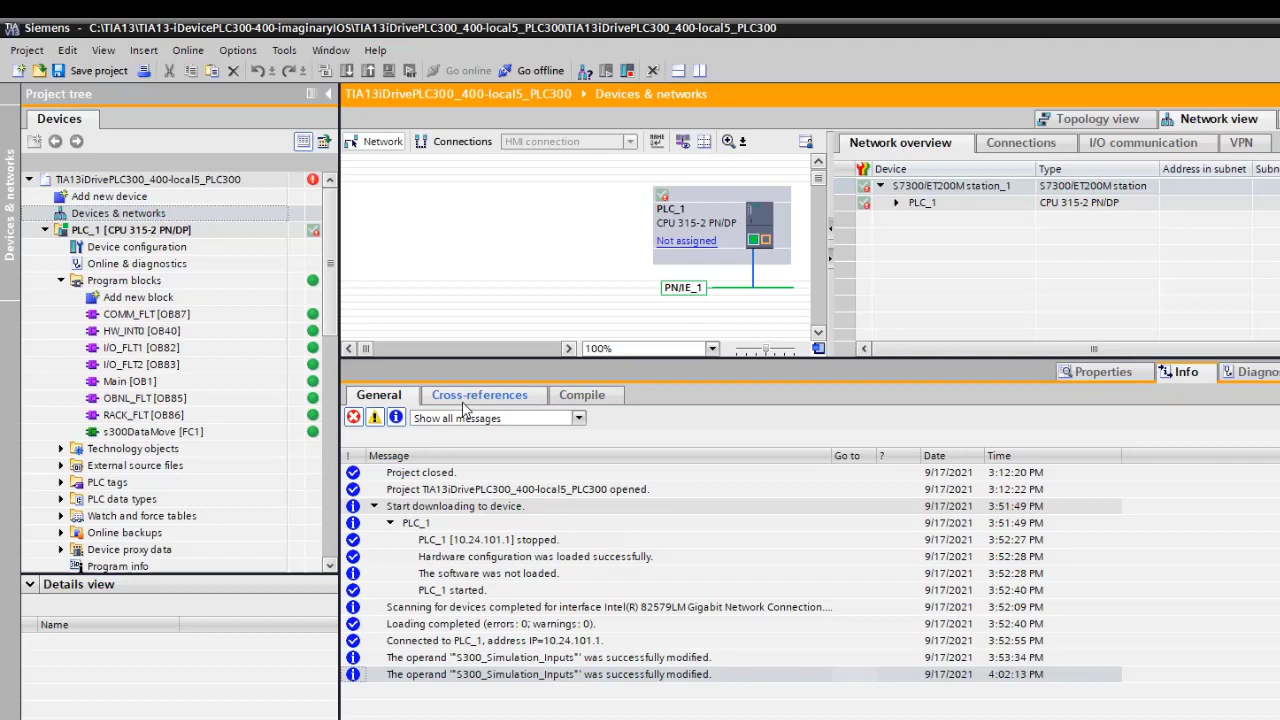 Siemens - C:\TIA13\TIA13-iDevicePLC300-400-imaginaryIOS\TIA13iDrivePLC300_400-local5_PLC300\TIA13iDrivePLC300_400-local5_PLC300
Project Edit View Insert Online Options Tools Window Help
Save project Go online Go offline
Project tree
TIA13iDrivePLC300_400-local5_PLC300 Devices & networks
Devices
Topology view Network view
Network Connections HMI connection
Network overview Connections I/O communication VPN
Device Type Address in subnet Subn
S7300/ET200M station_1 S7300/ET200M station
PLC_1 CPU 315-2 PN/DP
TIA13iDrivePLC300_400-local5_PLC300
Add new device
Devices & networks
PLC_1 [CPU 315-2 PN/DP]
Device configuration
Online & diagnostics
Program blocks
Add new block
COMM_FLT [OB87]
HW_INT0 [OB40]
I/O_FLT1 [OB82]
I/O_FLT2 [OB83]
Main [OB1]
OBNL_FLT [OB85]
RACK_FLT [OB86]
s300DataMove [FC1]
Technology objects
External source files
PLC tags
PLC data types
Watch and force tables
Online backups
Device proxy data
Program info
Details view
Name
Devices & networks
PLC_1
CPU 315-2 PN/DP
Not assigned
PN/IE_1
100%
Properties Info Diagno
General Cross-references Compile
Show all messages
! Message Go to ? Date Time
Project closed. 9/17/2021 3:12:20 PM
Project TIA13iDrivePLC300_400-local5_PLC300 opened. 9/17/2021 3:12:22 PM
Start downloading to device. 9/17/2021 3:51:49 PM
PLC_1 9/17/2021 3:51:49 PM
PLC_1 [10.24.101.1] stopped. 9/17/2021 3:52:27 PM
Hardware configuration was loaded successfully. 9/17/2021 3:52:28 PM
The software was not loaded. 9/17/2021 3:52:28 PM
PLC_1 started. 9/17/2021 3:52:40 PM
Scanning for devices completed for interface Intel(R) 82579LM Gigabit Network Connection.... 9/17/2021 3:52:09 PM
Loading completed (errors: 0; warnings: 0). 9/17/2021 3:52:40 PM
Connected to PLC_1, address IP=10.24.101.1. 9/17/2021 3:52:55 PM
The operand '"S300_Simulation_Inputs"' was successfully modified. 9/17/2021 3:53:34 PM
The operand '"S300_Simulation_Inputs"' was successfully modified. 9/17/2021 4:02:13 PM